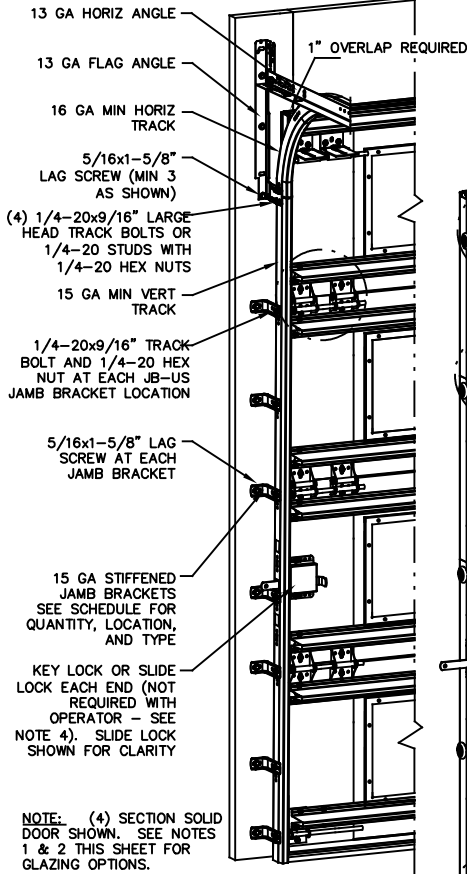 13 GA HORIZ ANGLE
1" OVERLAP REQUIRED
13 GA FLAG ANGLE
16 GA MIN HORIZ
TRACK
5/16x1-5/8"
LAG SCREW (MIN 3
AS SHOWN)
(4) 1/4-20x9/16" LARGE
HEAD TRACK BOLTS OR
1/4-20 STUDS WITH
1/4-20 HEX NUTS
15 GA MIN VERT
TRACK
1/4-20x9/16" TRACK
BOLT AND 1/4-20 HEX
NUT AT EACH JB-US
JAMB BRACKET LOCATION
5/16x1-5/8" LAG
SCREW AT EACH
JAMB BRACKET
15 GA STIFFENED
JAMB BRACKETS
SEE SCHEDULE FOR
QUANTITY, LOCATION,
AND TYPE
KEY LOCK OR SLIDE
LOCK EACH END (NOT
REQUIRED WITH
OPERATOR - SEE
NOTE 4). SLIDE LOCK
SHOWN FOR CLARITY
NOTE: (4) SECTION SOLID
DOOR SHOWN. SEE NOTES
1 & 2 THIS SHEET FOR
GLAZING OPTIONS.